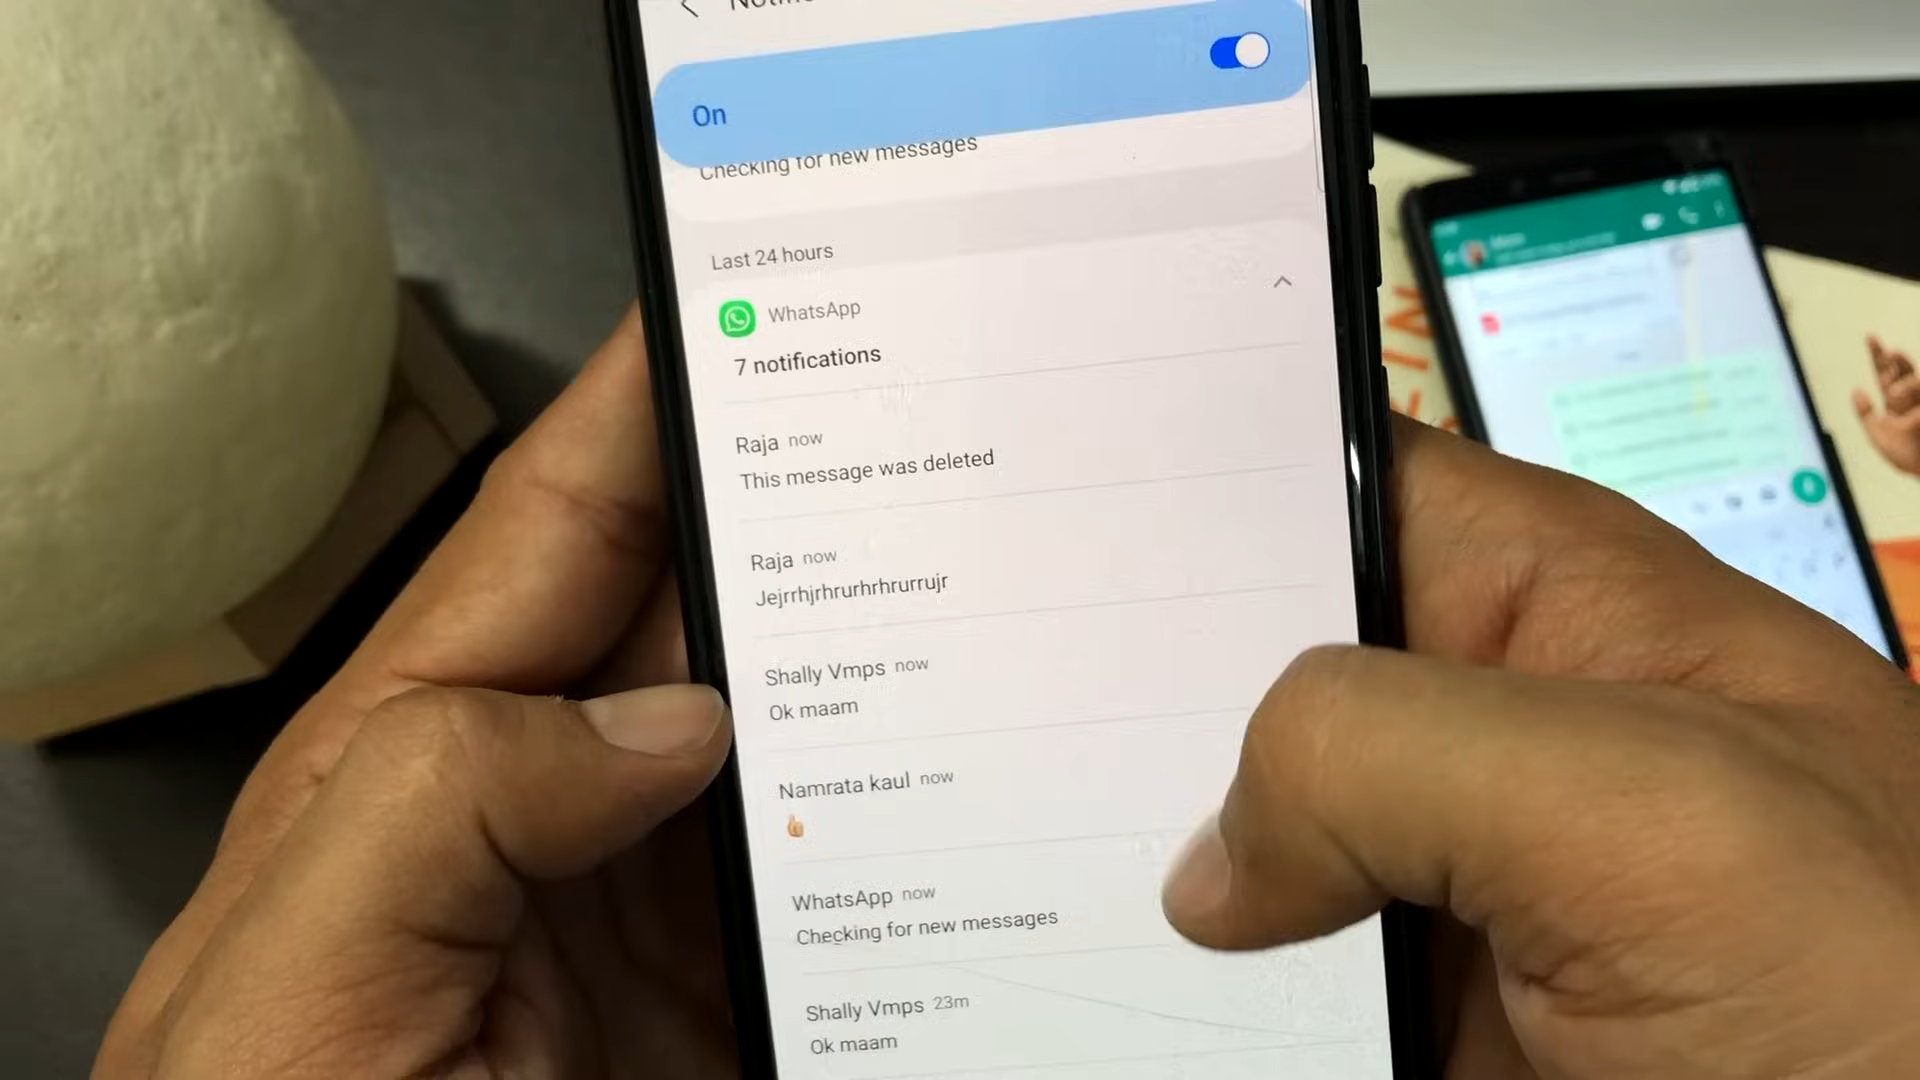 On
Checking for new messages
Last 24 hours
WhatsApp
7 notifications
Raja now
This message was deleted
Raja now
Jejrrhjrhrurhrhrurrujr
Shally Vmps now
Ok maam
Namrata kaul now
👍🏼
WhatsApp now
Checking for new messages
Shally Vmps 23m
Ok maam